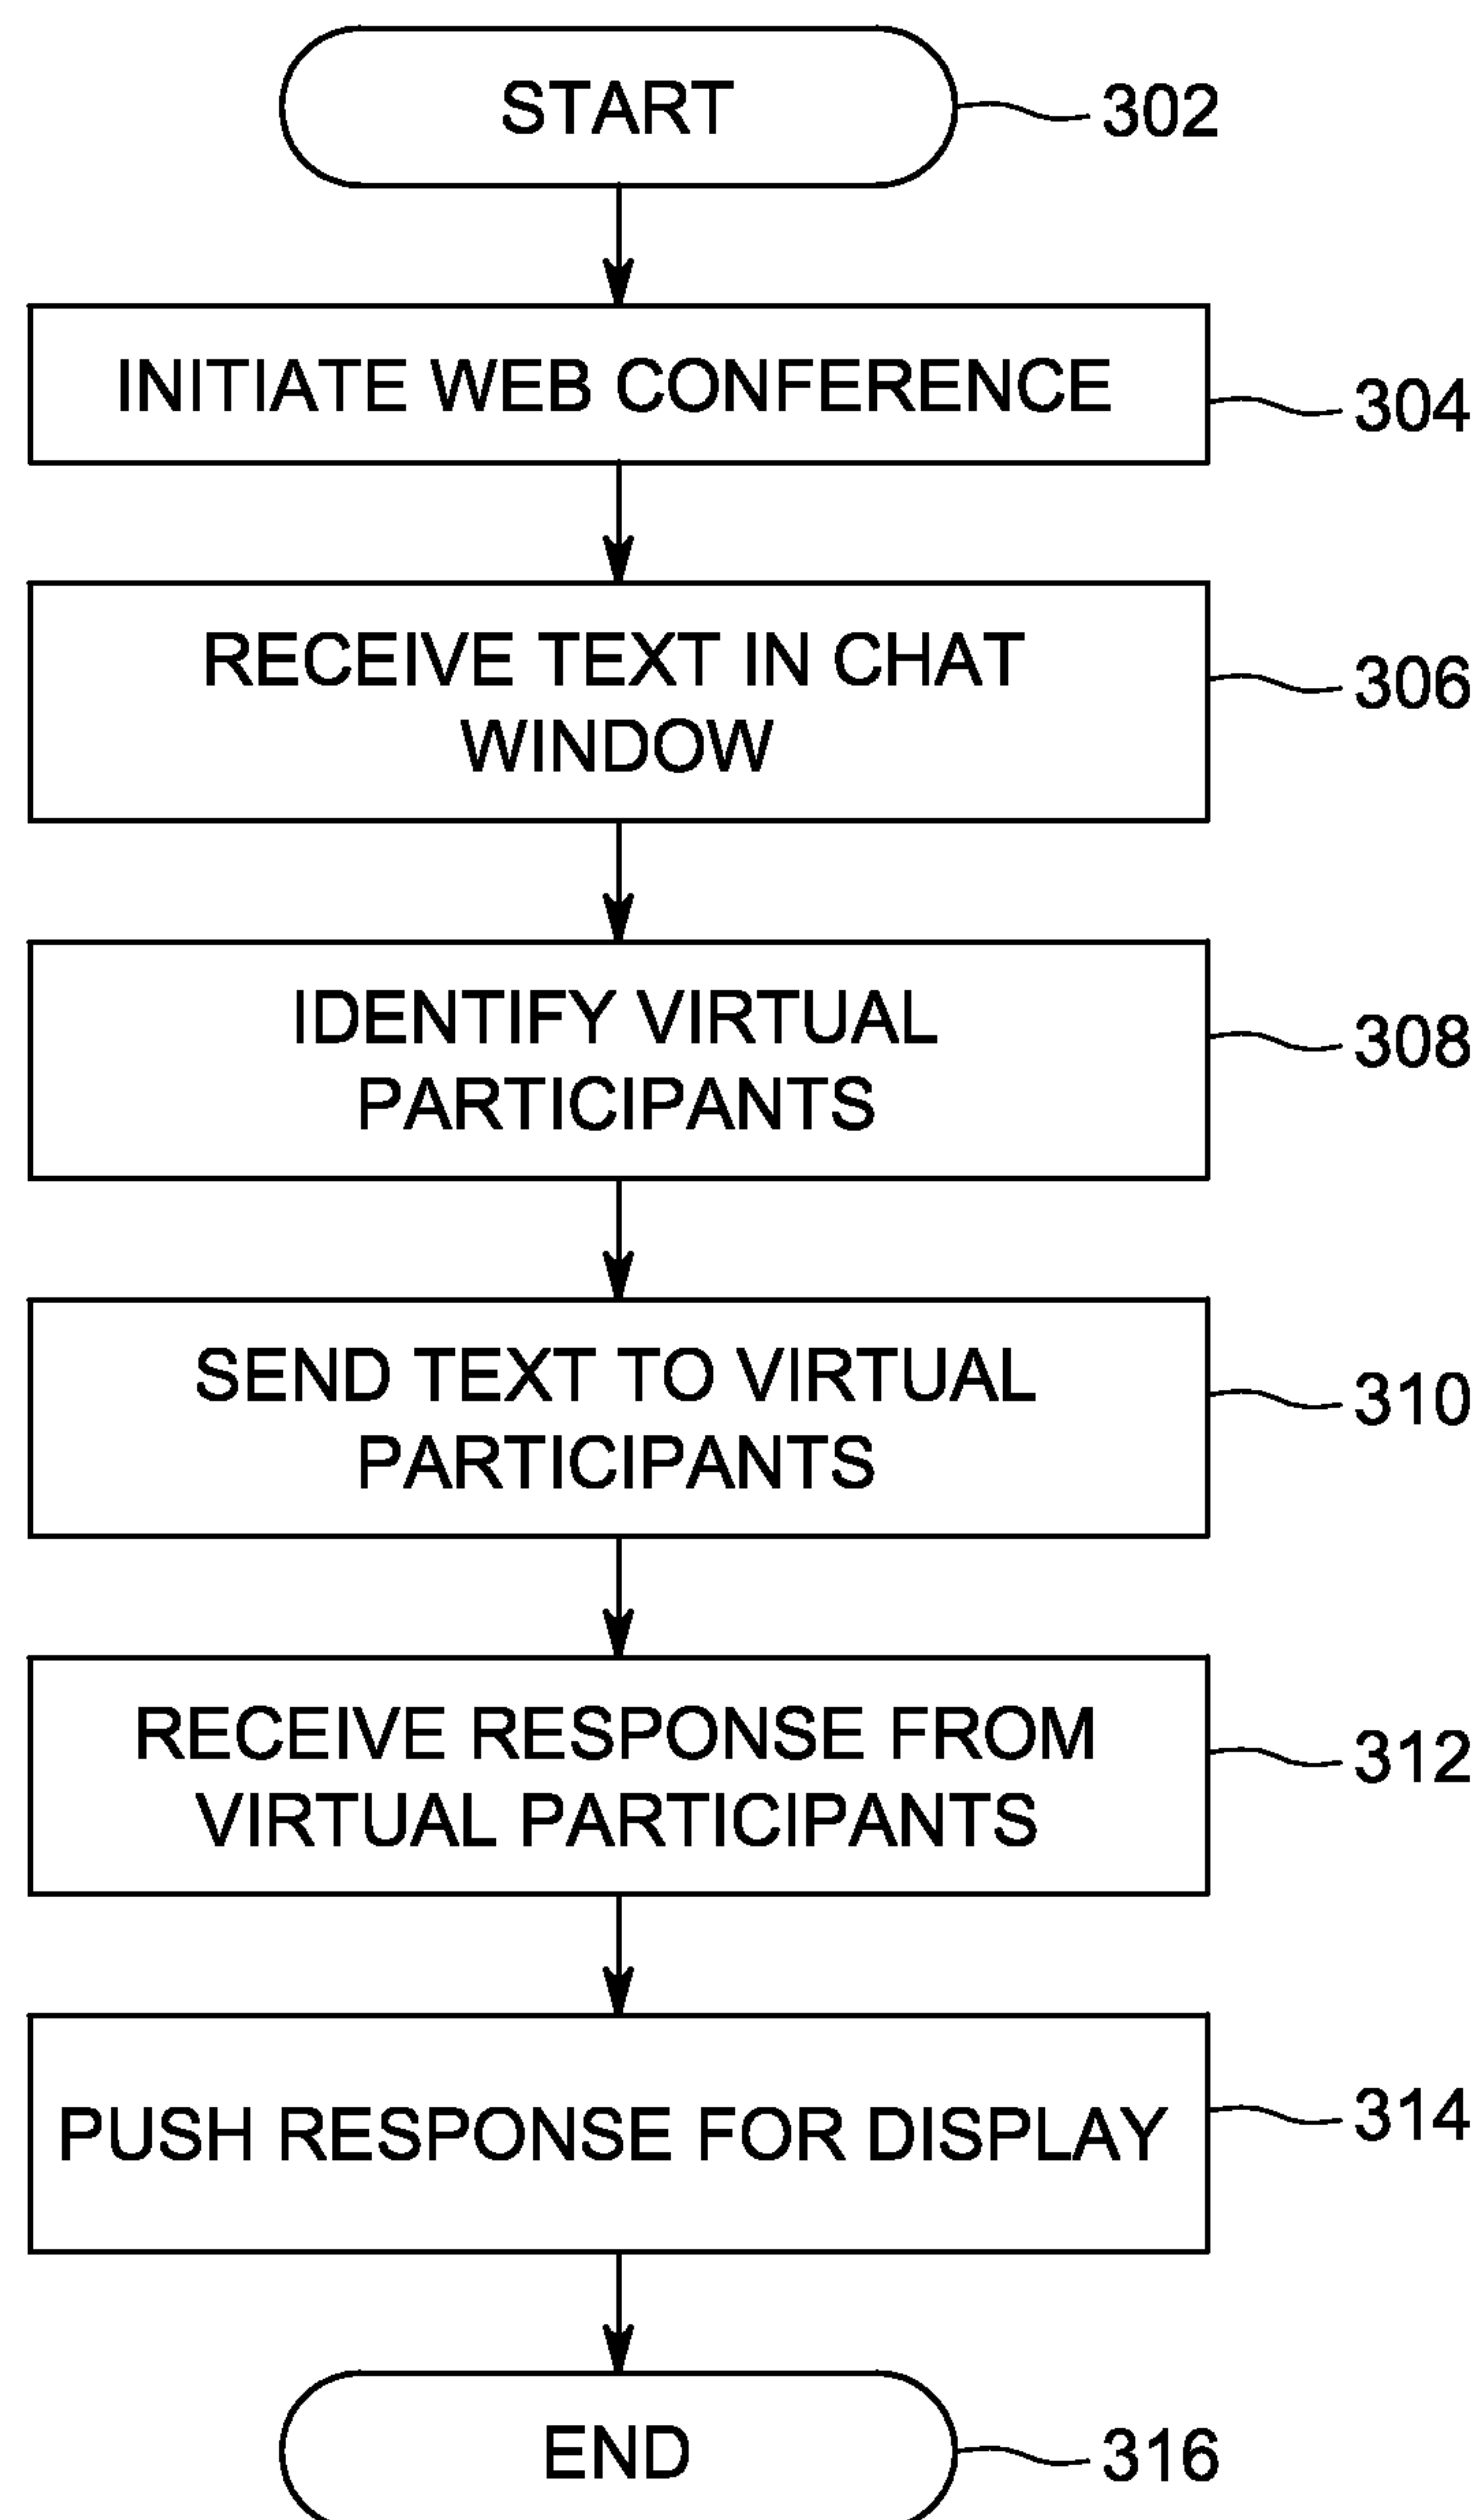 START
302
INITIATE WEB CONFERENCE
304
RECEIVE TEXT IN CHAT
WINDOW
306
IDENTIFY VIRTUAL
PARTICIPANTS
308
SEND TEXT TO VIRTUAL
PARTICIPANTS
310
RECEIVE RESPONSE FROM
VIRTUAL PARTICIPANTS
312
PUSH RESPONSE FOR DISPLAY
314
END
316